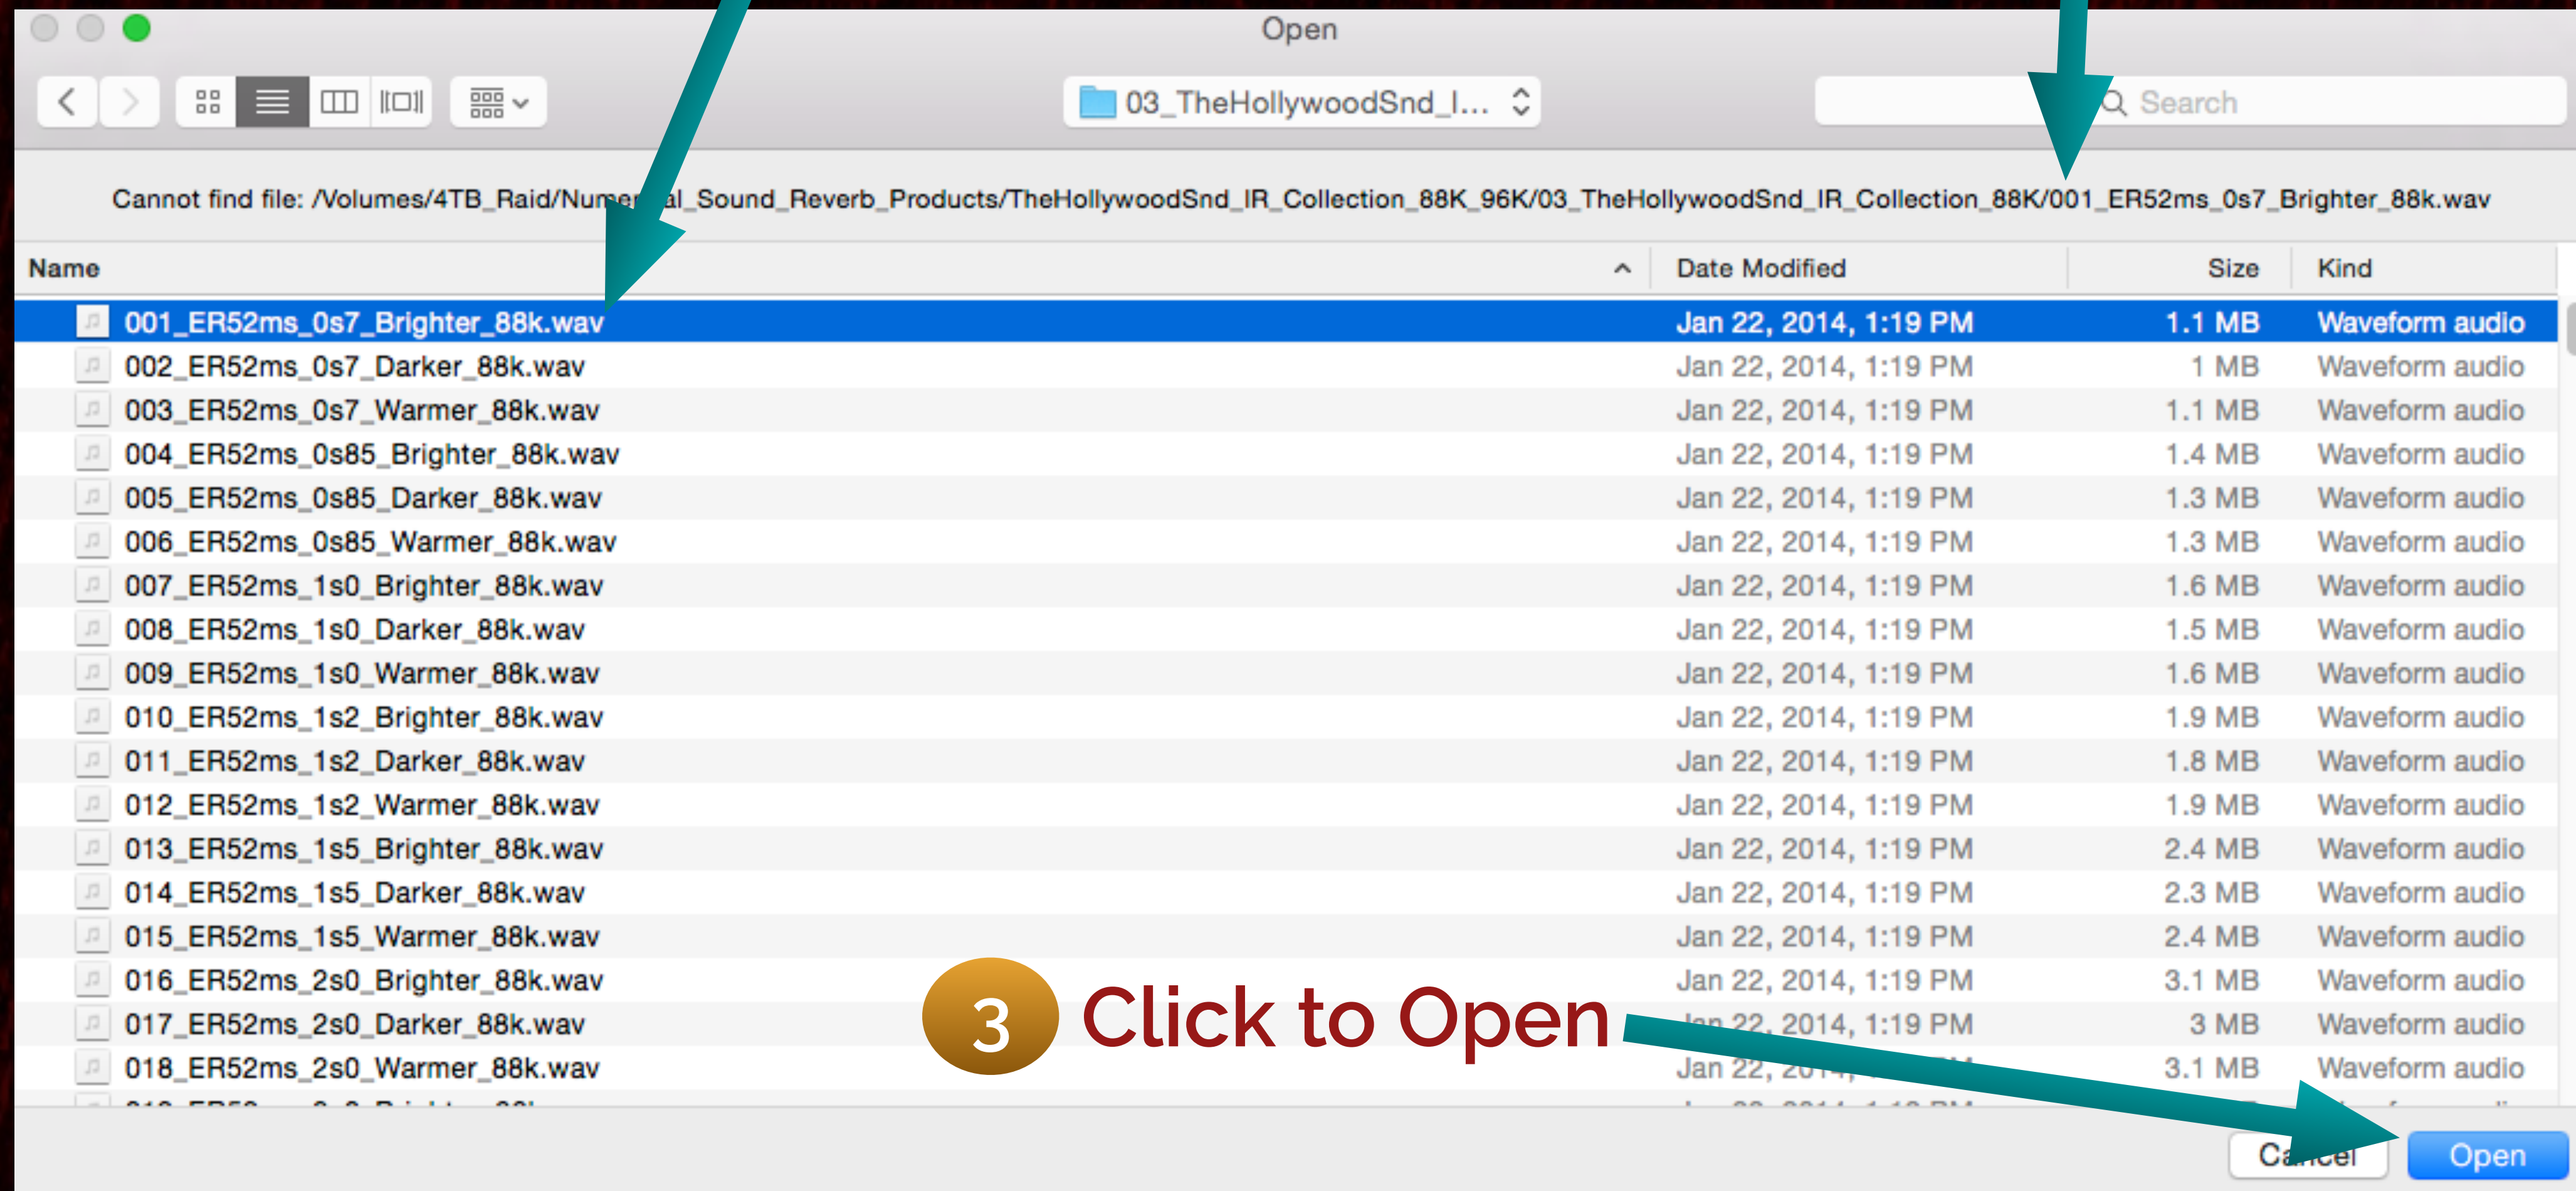 Open
03_TheHollywoodSnd_I...
Search
Cannot find file: /Volumes/4TB_Raid/Numerical_Sound_Reverb_Products/TheHollywoodSnd_IR_Collection_88K_96K/03_TheHollywoodSnd_IR_Collection_88K/001_ER52ms_0s7_Brighter_88k.wav
Name Date Modified Size Kind
001_ER52ms_0s7_Brighter_88k.wav Jan 22, 2014, 1:19 PM 1.1 MB Waveform audio
002_ER52ms_0s7_Darker_88k.wav Jan 22, 2014, 1:19 PM 1 MB Waveform audio
003_ER52ms_0s7_Warmer_88k.wav Jan 22, 2014, 1:19 PM 1.1 MB Waveform audio
004_ER52ms_0s85_Brighter_88k.wav Jan 22, 2014, 1:19 PM 1.4 MB Waveform audio
005_ER52ms_0s85_Darker_88k.wav Jan 22, 2014, 1:19 PM 1.3 MB Waveform audio
006_ER52ms_0s85_Warmer_88k.wav Jan 22, 2014, 1:19 PM 1.3 MB Waveform audio
007_ER52ms_1s0_Brighter_88k.wav Jan 22, 2014, 1:19 PM 1.6 MB Waveform audio
008_ER52ms_1s0_Darker_88k.wav Jan 22, 2014, 1:19 PM 1.5 MB Waveform audio
009_ER52ms_1s0_Warmer_88k.wav Jan 22, 2014, 1:19 PM 1.6 MB Waveform audio
010_ER52ms_1s2_Brighter_88k.wav Jan 22, 2014, 1:19 PM 1.9 MB Waveform audio
011_ER52ms_1s2_Darker_88k.wav Jan 22, 2014, 1:19 PM 1.8 MB Waveform audio
012_ER52ms_1s2_Warmer_88k.wav Jan 22, 2014, 1:19 PM 1.9 MB Waveform audio
013_ER52ms_1s5_Brighter_88k.wav Jan 22, 2014, 1:19 PM 2.4 MB Waveform audio
014_ER52ms_1s5_Darker_88k.wav Jan 22, 2014, 1:19 PM 2.3 MB Waveform audio
015_ER52ms_1s5_Warmer_88k.wav Jan 22, 2014, 1:19 PM 2.4 MB Waveform audio
016_ER52ms_2s0_Brighter_88k.wav Jan 22, 2014, 1:19 PM 3.1 MB Waveform audio
017_ER52ms_2s0_Darker_88k.wav Jan 22, 2014, 1:19 PM 3 MB Waveform audio
018_ER52ms_2s0_Warmer_88k.wav Jan 22, 3.1 MB Waveform audio
3 Click to Open
Cancel Open